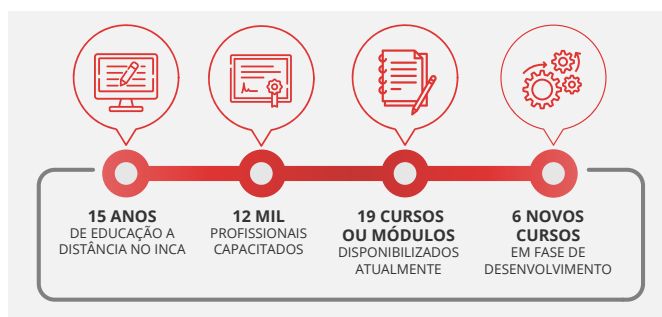 15 ANOS
DE EDUCAÇÃO A
DISTÂNCIA NO INCA
12 MIL
PROFISSIONAIS
CAPACITADOS
19 CURSOS
OU MÓDULOS
DISPONIBILIZADOS
ATUALMENTE
6 NOVOS
CURSOS
EM FASE DE
DESENVOLVIMENTO